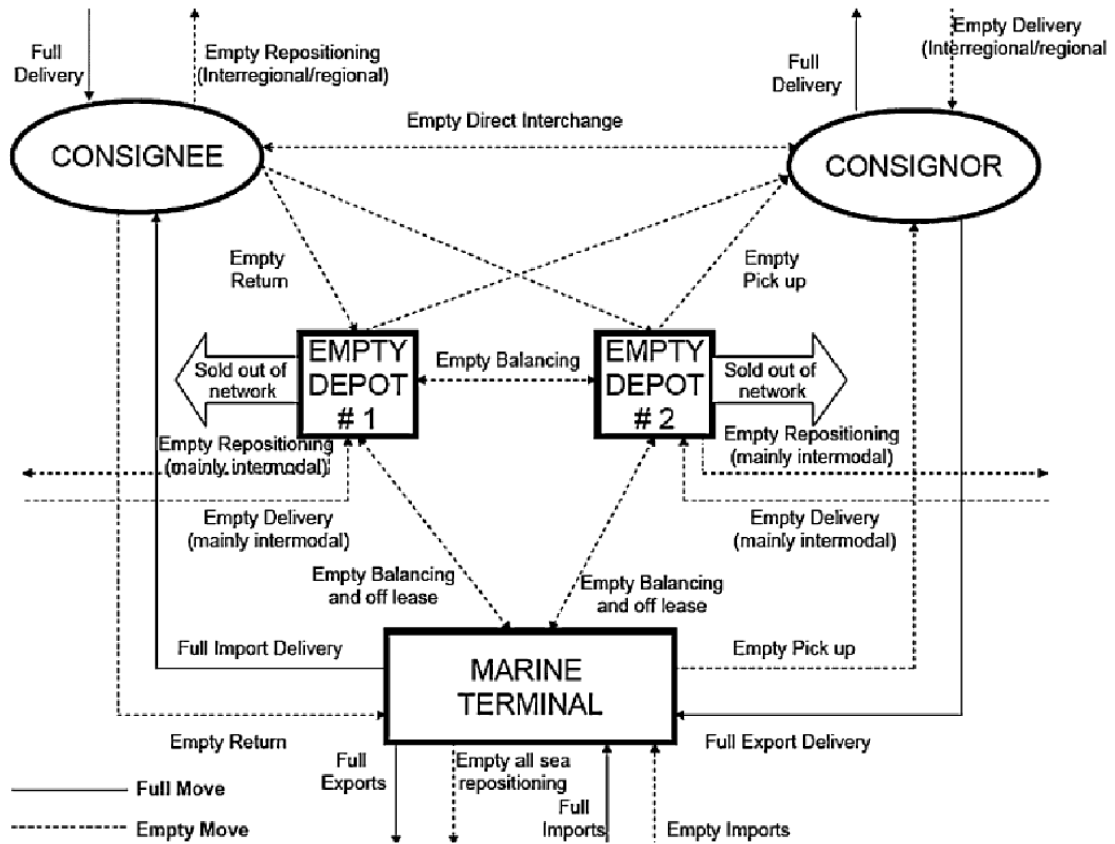 Full
Delivery
Empty Repositioning
(Interregional/regional)
Full
Delivery
Empty Delivery
(Interregional/regional
Empty Direct Interchange
CONSIGNEE
CONSIGNOR
Empty
Return
Empty
Pick up
Sold out of
network
EMPTY
DEPOT
# 1
Empty Balancing
EMPTY
DEPOT
# 2
Sold out of
network
Empty Repositioning
(mainly intermodal)
Empty Repositioning
(mainly intermodal)
Empty Delivery
(mainly intermodal)
Empty Delivery
(mainly intermodal)
Empty Balancing
and off lease
Empty Balancing
and off lease
Full Import Delivery
MARINE
TERMINAL
Empty Pick up
Empty Return
Full Export Delivery
Full
Exports
Empty all sea
repositioning
Full
Imports
Empty Imports
Full Move
Empty Move